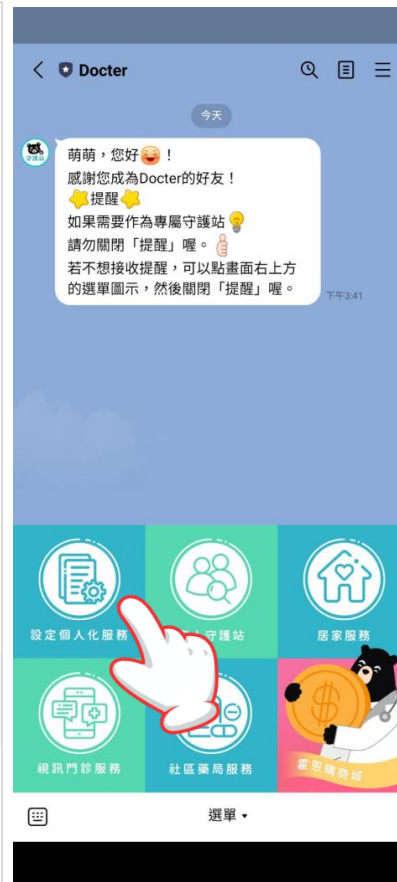 Docter
今天
萌萌,您好!
感謝您成為Docter的好友!
提醒
如果需要作為專屬守護站
請勿關閉「提醒」喔。
若不想接收提醒,可以點畫面右上方
的選單圖示,然後關閉「提醒」喔。
下午3:41
設定個人化服務
守護站
居家服務
視訊門診服務
社區藥局服務
霍恩購商城
選單